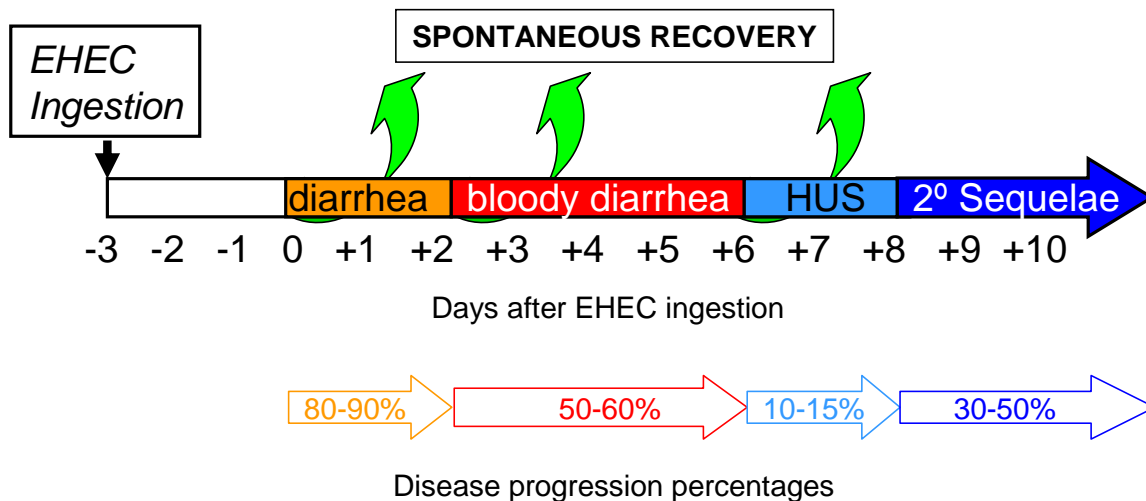 SPONTANEOUS RECOVERY
EHEC
Ingestion
diarrhea bloody diarrhea HUS 2º Sequelae
-3 -2 -1 0 +1 +2 +3 +4 +5 +6 +7 +8 +9 +10
Days after EHEC ingestion
80-90% 50-60% 10-15% 30-50%
Disease progression percentages